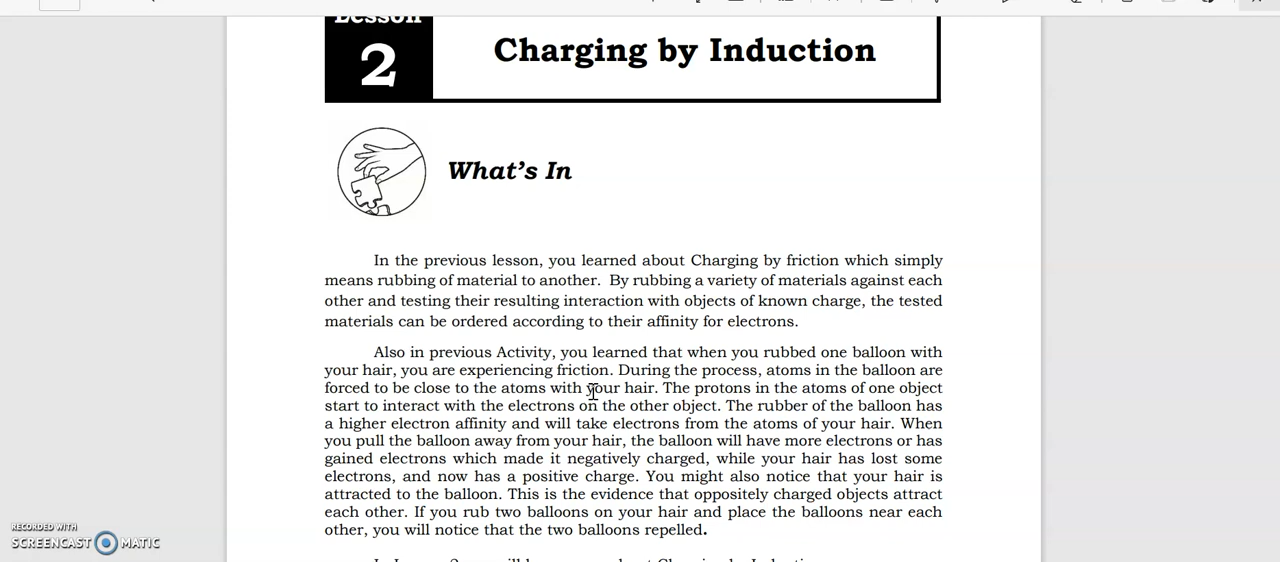 Lesson
2
Charging by Induction
What's In
In the previous lesson, you learned about Charging by friction which simply
means rubbing of material to another. By rubbing a variety of materials against each
other and testing their resulting interaction with objects of known charge, the tested
materials can be ordered according to their affinity for electrons.
Also in previous Activity, you learned that when you rubbed one balloon with
your hair, you are experiencing friction. During the process, atoms in the balloon are
forced to be close to the atoms with your hair. The protons in the atoms of one object
start to interact with the electrons on the other object. The rubber of the balloon has
a higher electron affinity and will take electrons from the atoms of your hair. When
you pull the balloon away from your hair, the balloon will have more electrons or has
gained electrons which made it negatively charged, while your hair has lost some
electrons, and now has a positive charge. You might also notice that your hair is
attracted to the balloon. This is the evidence that oppositely charged objects attract
each other. If you rub two balloons on your hair and place the balloons near each
other, you will notice that the two balloons repelled.
RECORDED WITH
SCREENCAST MATIC